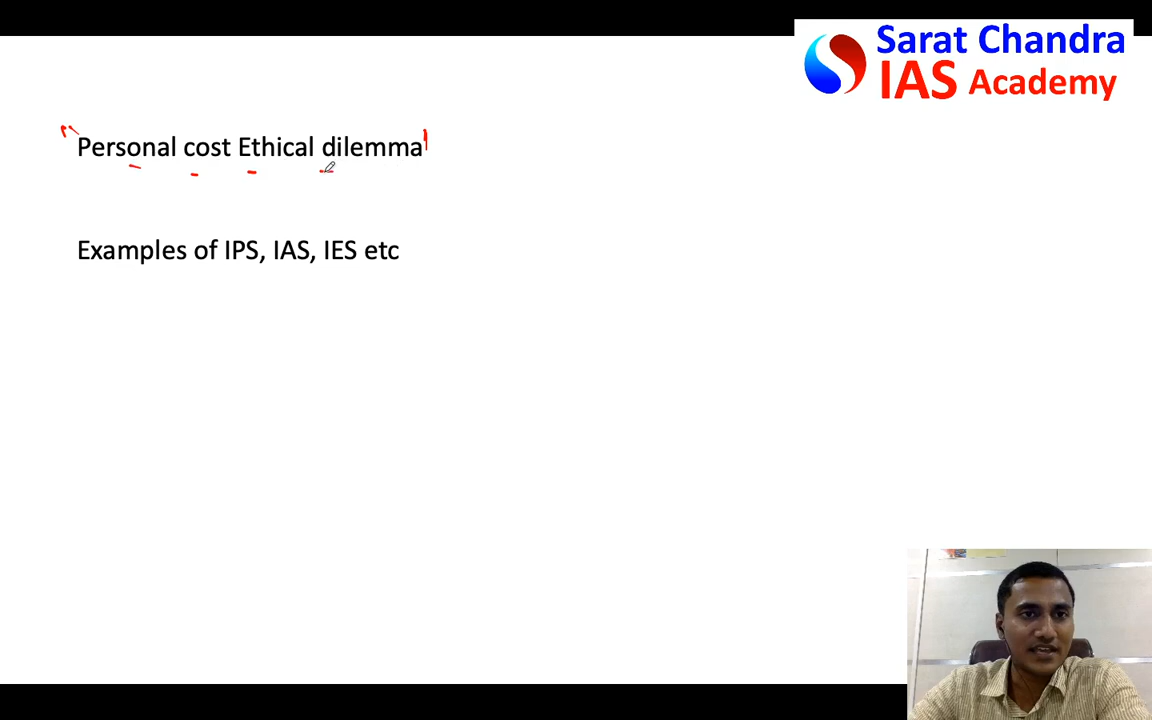 Sarat Chandra
IAS Academy
"Personal cost Ethical dilemma"
Examples of IPS, IAS, IES etc